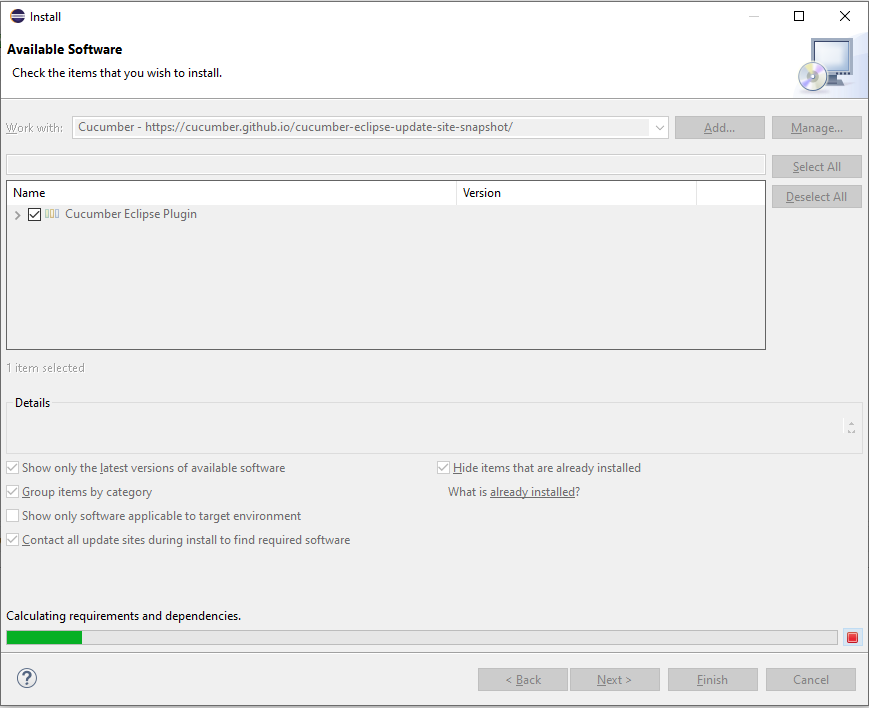 Install
Available Software
Check the items that you wish to install.
Work with: Cucumber - https://cucumber.github.io/cucumber-eclipse-update-site-snapshot/ Add... Manage...
Select All
Name Version
Deselect All
Cucumber Eclipse Plugin
1 item selected
Details
Show only the latest versions of available software Hide items that are already installed
Group items by category What is already installed?
Show only software applicable to target environment
Contact all update sites during install to find required software
Calculating requirements and dependencies.
? < Back Next > Finish Cancel